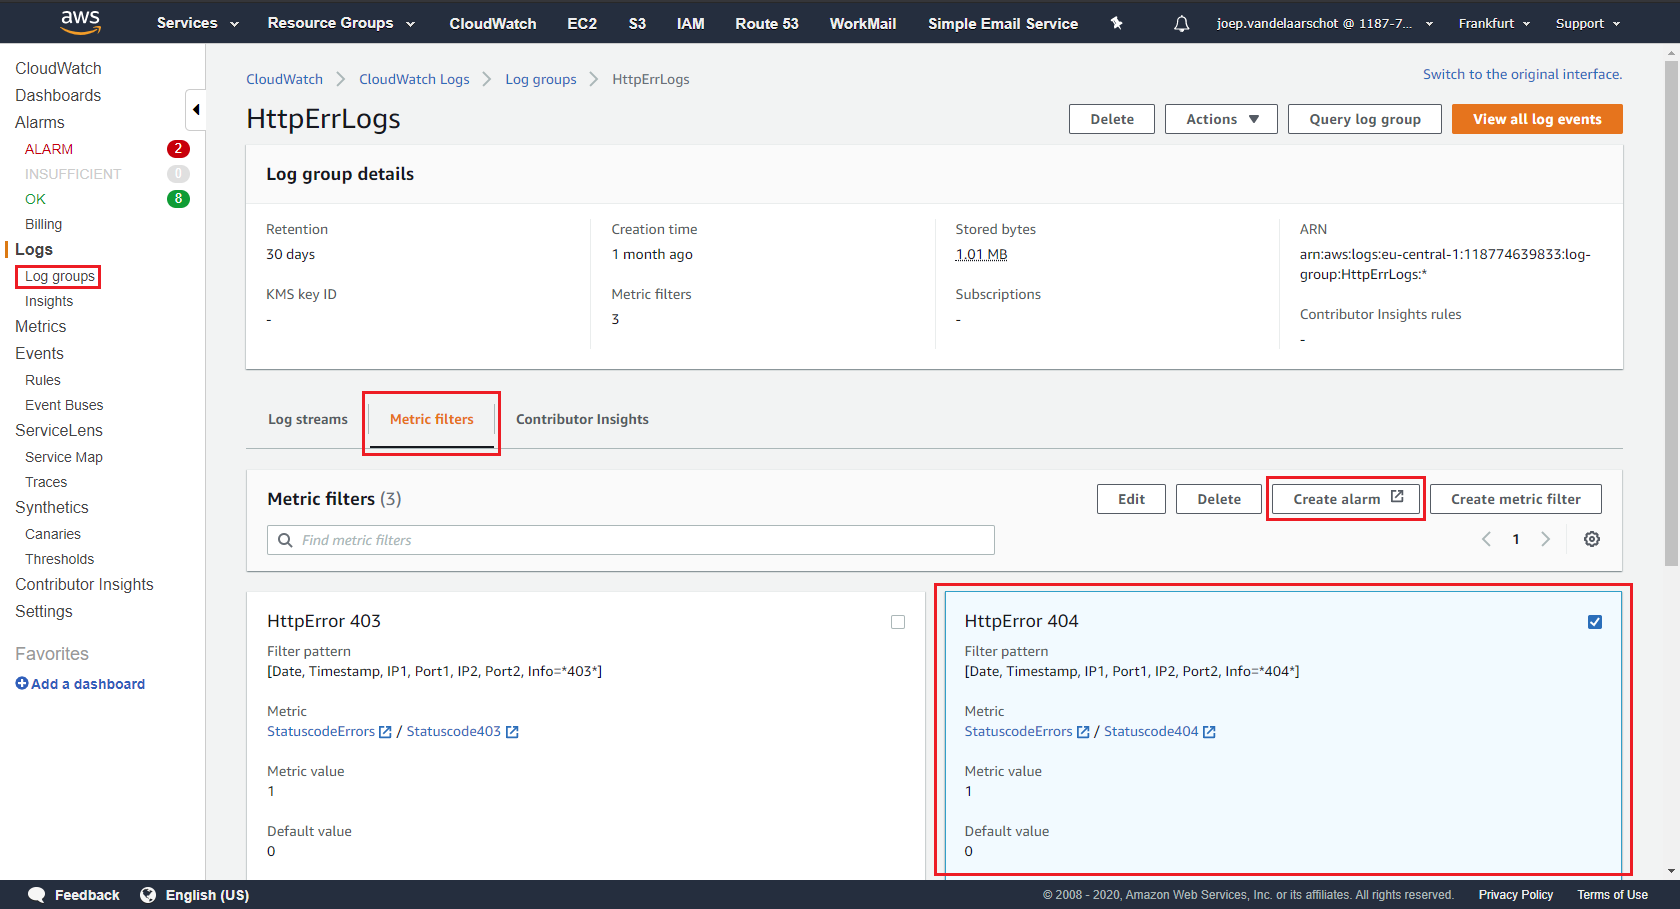 aws Services Resource Groups CloudWatch EC2 S3 IAM Route 53 WorkMail Simple Email Service joep.vandelaarschot @ 1187-7... Frankfurt Support
CloudWatch
Dashboards
Alarms
ALARM 2
INSUFFICIENT 0
OK 8
Billing
Logs
Log groups
Insights
Metrics
Events
Rules
Event Buses
ServiceLens
Service Map
Traces
Synthetics
Canaries
Thresholds
Contributor Insights
Settings
Favorites
Add a dashboard
CloudWatch CloudWatch Logs Log groups HttpErrLogs
Switch to the original interface.
HttpErrLogs
Delete Actions Query log group View all log events
Log group details
Retention
30 days
KMS key ID
-
Creation time
1 month ago
Metric filters
3
Stored bytes
1.01 MB
Subscriptions
-
ARN
arn:aws:logs:eu-central-1:118774639833:log-
group:HttpErrLogs:*
Contributor Insights rules
-
Log streams Metric filters Contributor Insights
Metric filters (3)
Edit Delete Create alarm Create metric filter
Find metric filters
1
HttpError 403
Filter pattern
[Date, Timestamp, IP1, Port1, IP2, Port2, Info=*403*]
Metric
StatuscodeErrors / Statuscode403
Metric value
1
Default value
0
HttpError 404
Filter pattern
[Date, Timestamp, IP1, Port1, IP2, Port2, Info=*404*]
Metric
StatuscodeErrors / Statuscode404
Metric value
1
Default value
0
Feedback English (US) © 2008 - 2020, Amazon Web Services, Inc. or its affiliates. All rights reserved. Privacy Policy Terms of Use